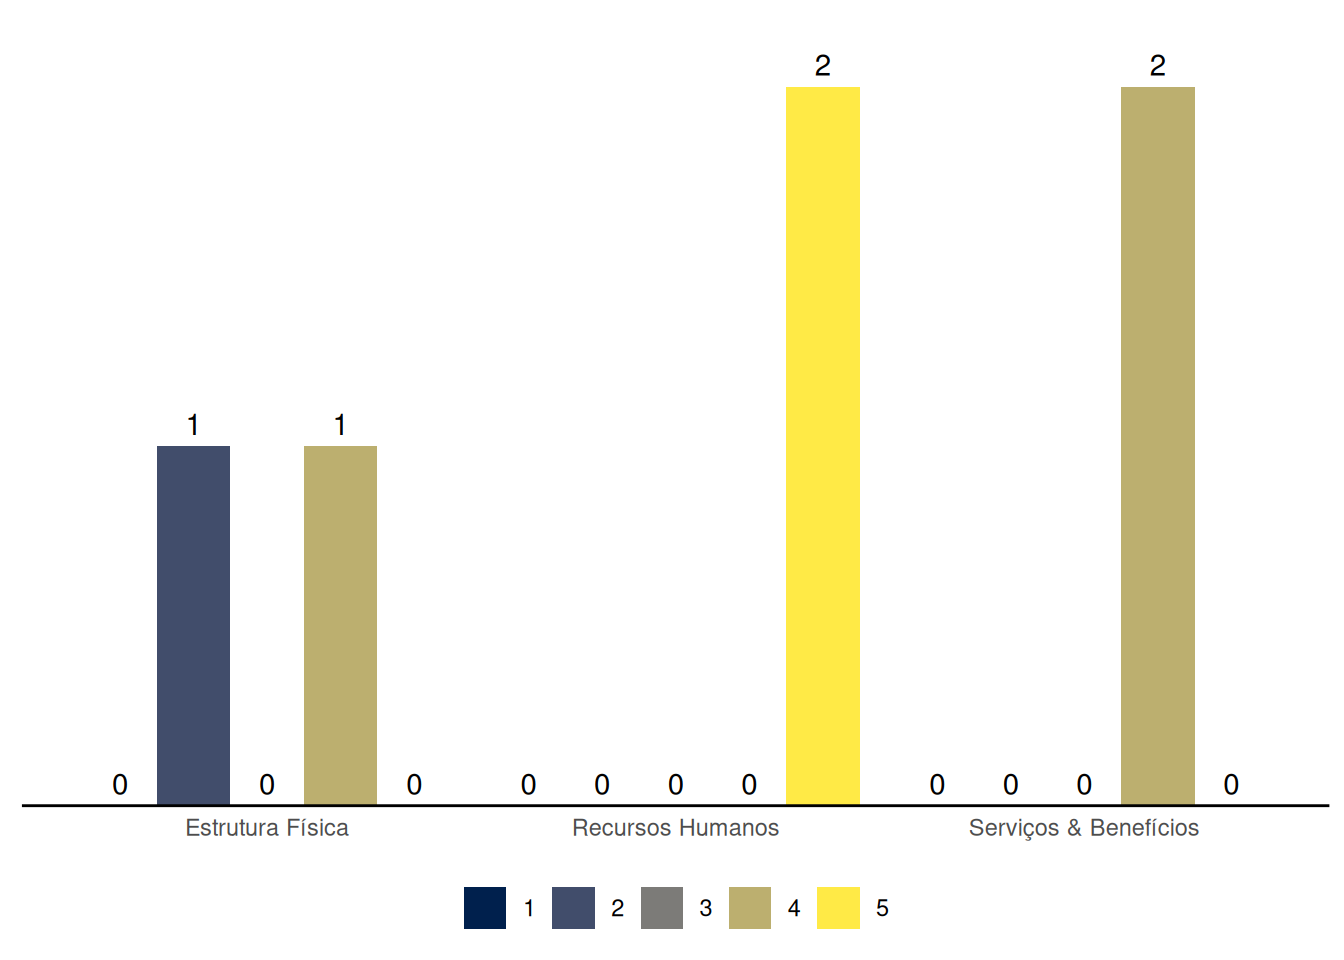 2 2
1 1
0 0 0 0 0 0 0 0 0 0 0
Estrutura Física Recursos Humanos Serviços & Benefícios
1 2 3 4 5